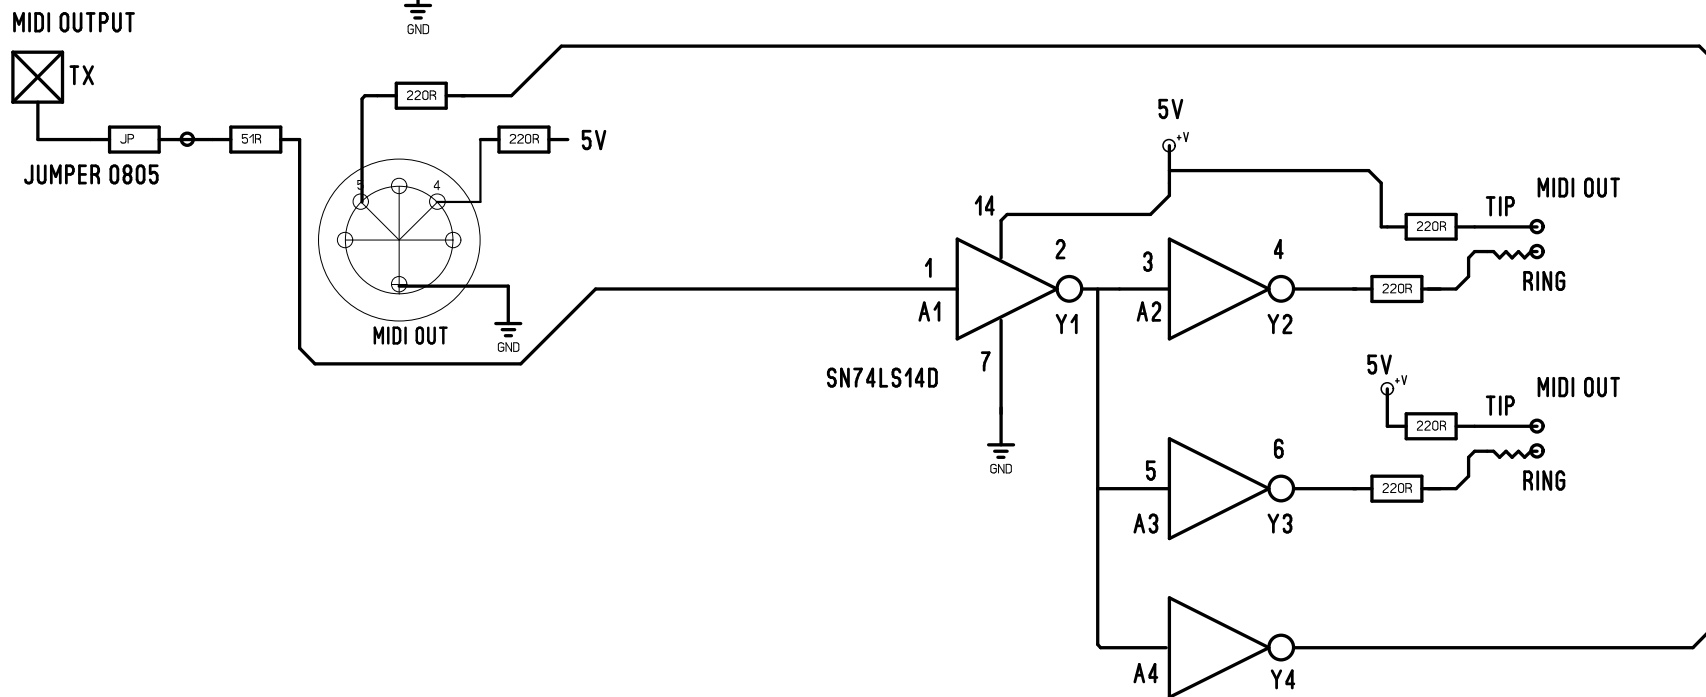 MIDI OUTPUT
GND
TX
220R
JP
51R
220R
5V
JUMPER 0805
5
4
MIDI OUT
GND
5V
+V
14
1
2
A1
Y1
7
SN74LS14D
GND
3
4
A2
Y2
220R
TIP
MIDI OUT
220R
RING
5V
+V
220R
TIP
MIDI OUT
5
6
A3
Y3
220R
RING
A4
Y4